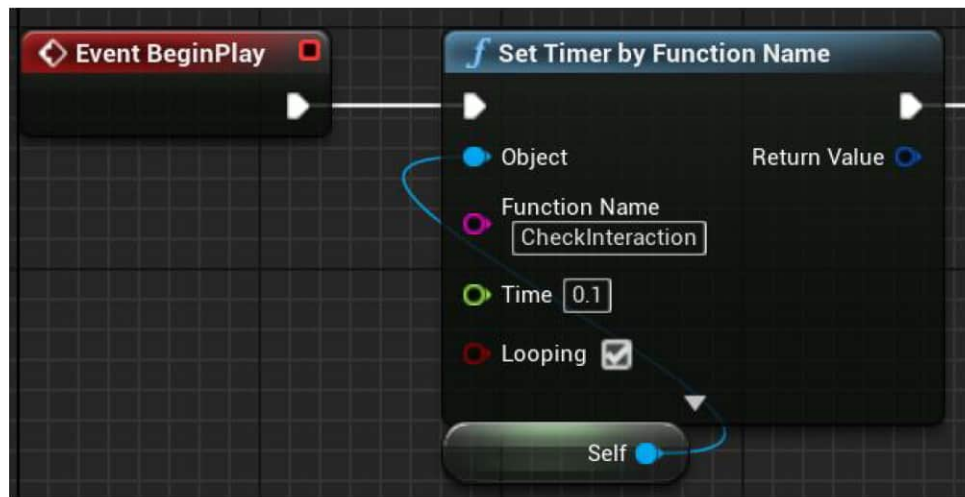 Event BeginPlay
f Set Timer by Function Name
Object
Return Value
Function Name
CheckInteraction
Time 0.1
Looping
Self